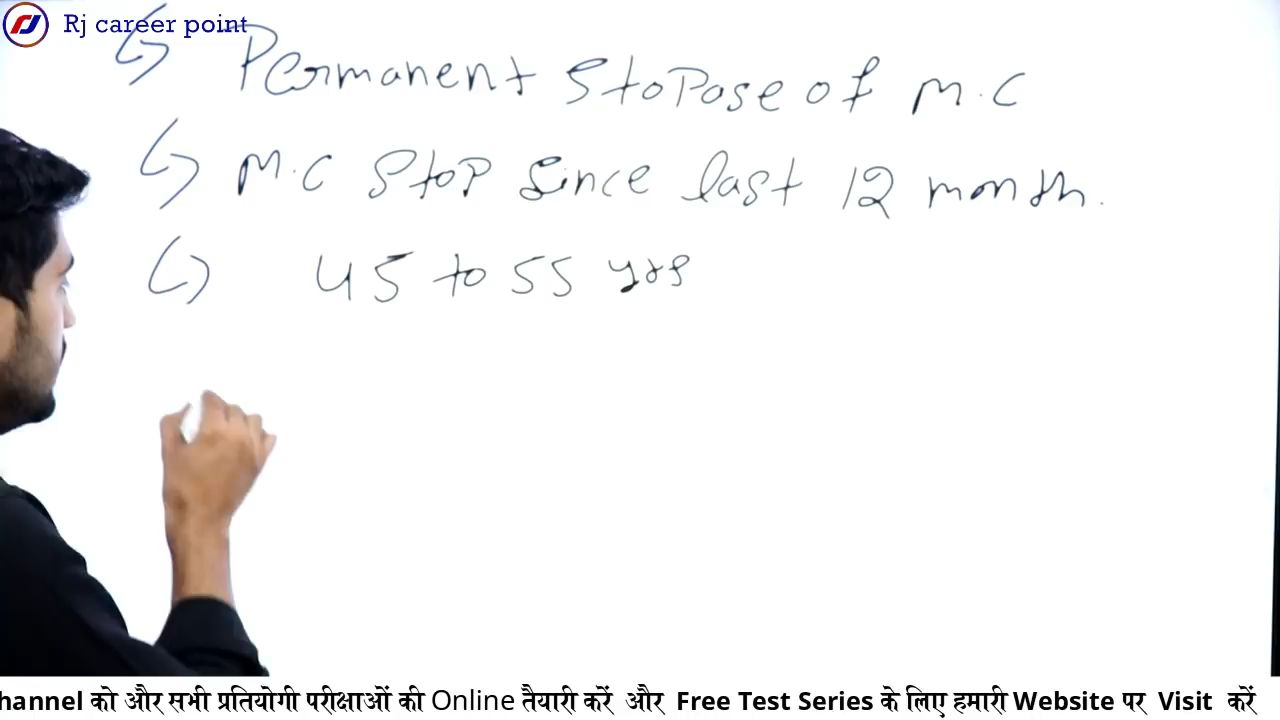 Rj career point
Permanent Stopase of M.C
M.C Stop Since last 12 month.
45 to 55 yrs
hannel को और सभी प्रतियोगी परीक्षाओं की Online तैयारी करें और Free Test Series के लिए हमारी Website पर Visit करें